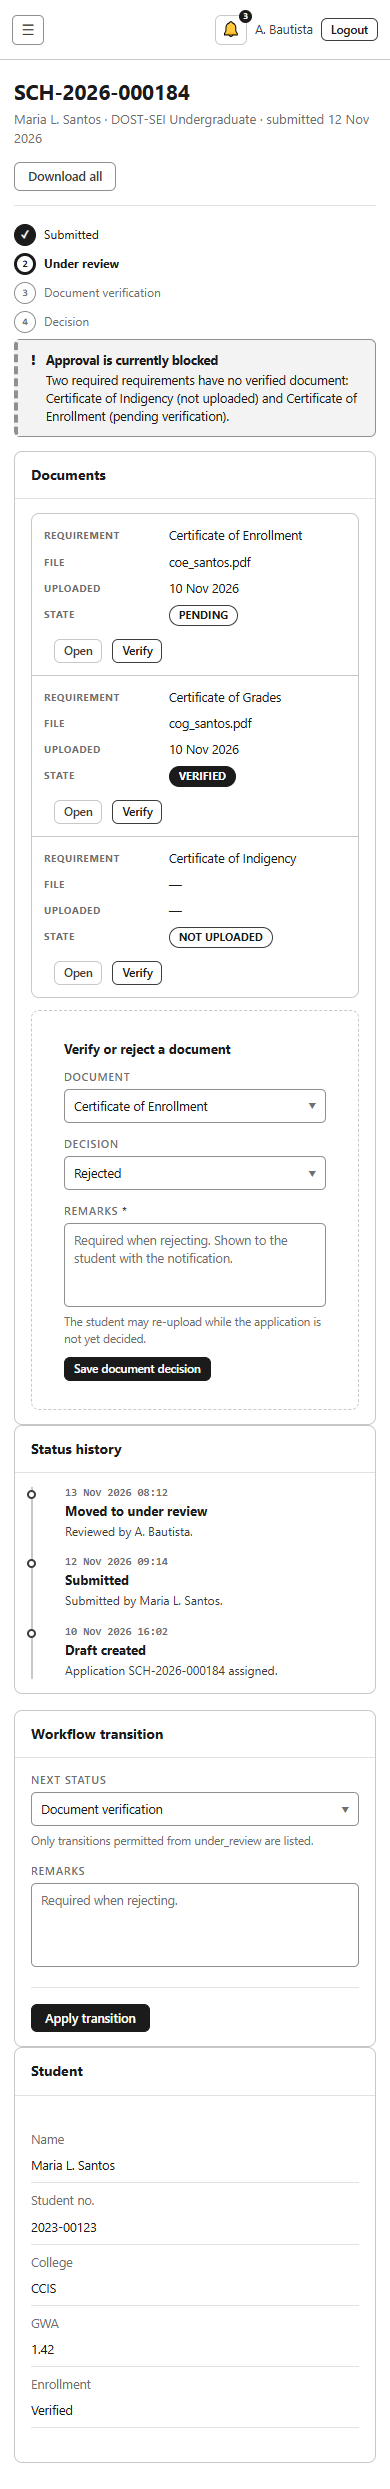 ☰
3
A. Bautista
Logout
SCH-2026-000184
Maria L. Santos · DOST-SEI Undergraduate · submitted 12 Nov
2026
Download all
✓ Submitted
2 Under review
3 Document verification
4 Decision
! Approval is currently blocked
Two required requirements have no verified document:
Certificate of Indigency (not uploaded) and Certificate of
Enrollment (pending verification).
Documents
REQUIREMENT Certificate of Enrollment
FILE coe_santos.pdf
UPLOADED 10 Nov 2026
STATE PENDING
Open Verify
REQUIREMENT Certificate of Grades
FILE cog_santos.pdf
UPLOADED 10 Nov 2026
STATE VERIFIED
Open Verify
REQUIREMENT Certificate of Indigency
FILE —
UPLOADED —
STATE NOT UPLOADED
Open Verify
Verify or reject a document
DOCUMENT
Certificate of Enrollment
DECISION
Rejected
REMARKS *
Required when rejecting. Shown to the
student with the notification.
The student may re-upload while the application is
not yet decided.
Save document decision
Status history
13 Nov 2026 08:12
Moved to under review
Reviewed by A. Bautista.
12 Nov 2026 09:14
Submitted
Submitted by Maria L. Santos.
10 Nov 2026 16:02
Draft created
Application SCH-2026-000184 assigned.
Workflow transition
NEXT STATUS
Document verification
Only transitions permitted from under_review are listed.
REMARKS
Required when rejecting.
Apply transition
Student
Name
Maria L. Santos
Student no.
2023-00123
College
CCIS
GWA
1.42
Enrollment
Verified